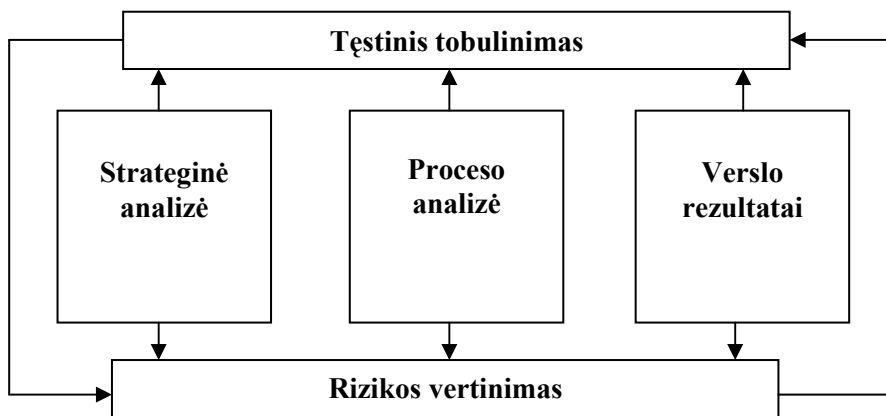 Tęstinis tobulinimas
Strateginė
analizė
Proceso
analizė
Verslo
rezultatai
Rizikos vertinimas